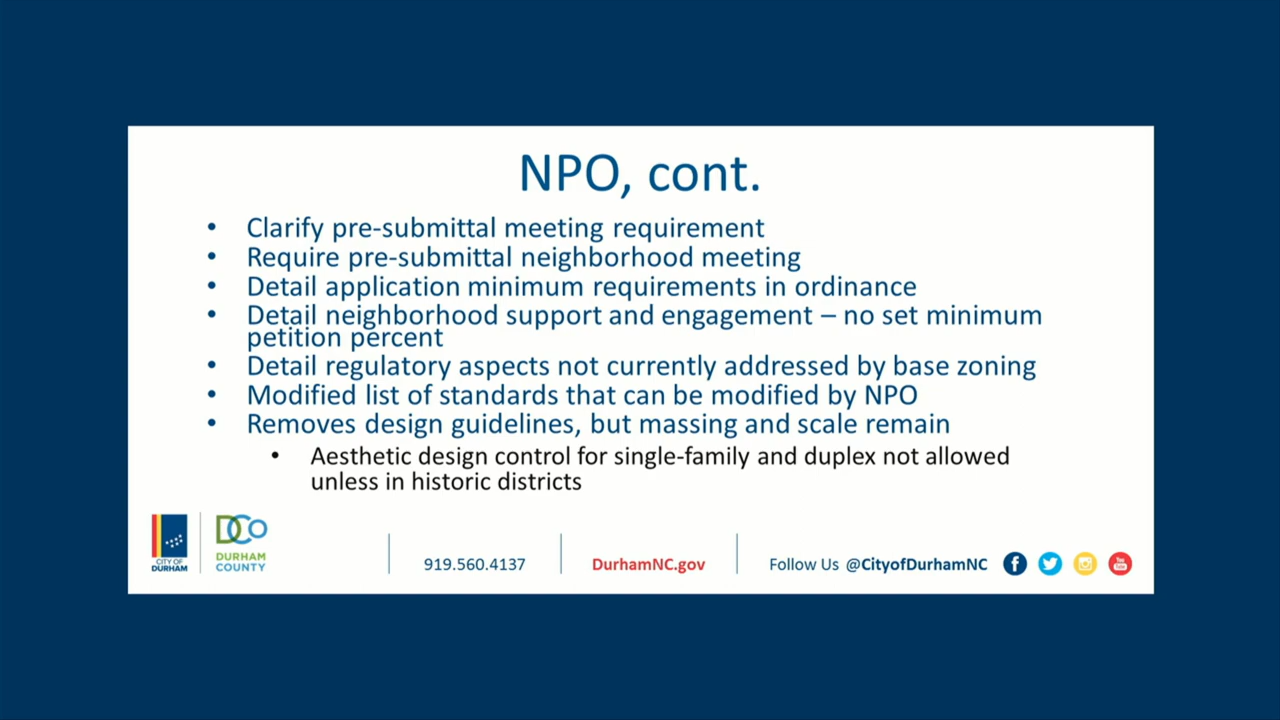 NPO, cont.
• Clarify pre-submittal meeting requirement
• Require pre-submittal neighborhood meeting
• Detail application minimum requirements in ordinance
• Detail neighborhood support and engagement – no set minimum
petition percent
• Detail regulatory aspects not currently addressed by base zoning
• Modified list of standards that can be modified by NPO
• Removes design guidelines, but massing and scale remain
• Aesthetic design control for single-family and duplex not allowed
unless in historic districts
CITY OF
DURHAM
DCO
DURHAM
COUNTY
919.560.4137
DurhamNC.gov
Follow Us @CityofDurhamNC
You
Tube